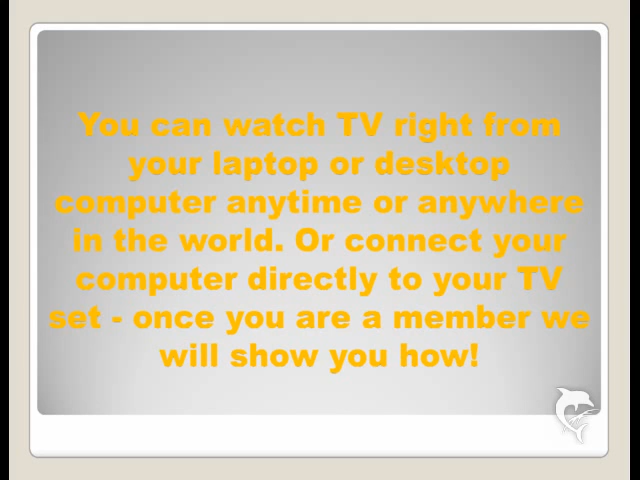 You can watch TV right from
your laptop or desktop
computer anytime or anywhere
in the world. Or connect your
computer directly to your TV
set - once you are a member we
will show you how!